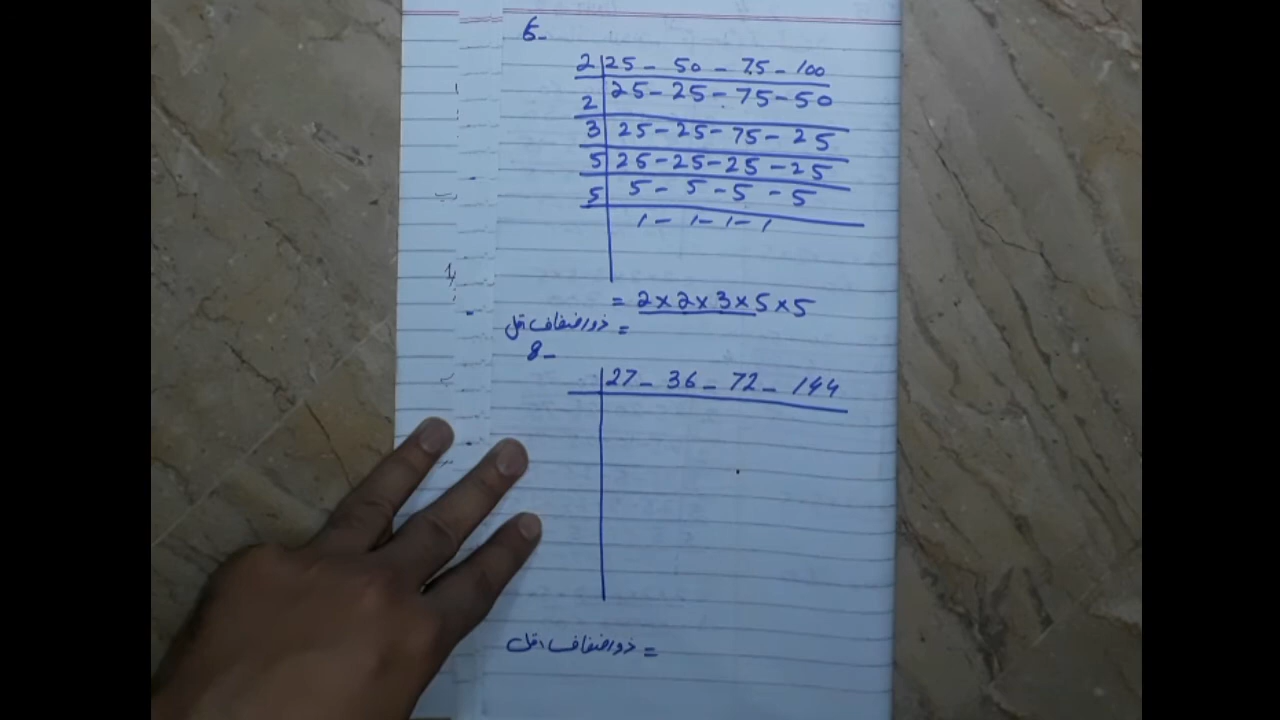 6-
2 | 25 - 50 - 75 - 100
2 | 25 - 25 - 75 - 50
3 | 25 - 25 - 75 - 25
5 | 25 - 25 - 25 - 25
5 | 5 - 5 - 5 - 5
1 - 1 - 1 - 1
= 2 × 2 × 3 × 5 × 5
ذو اضعاف اقل =
8-
27 - 36 - 72 - 144
ذو اضعاف اقل =